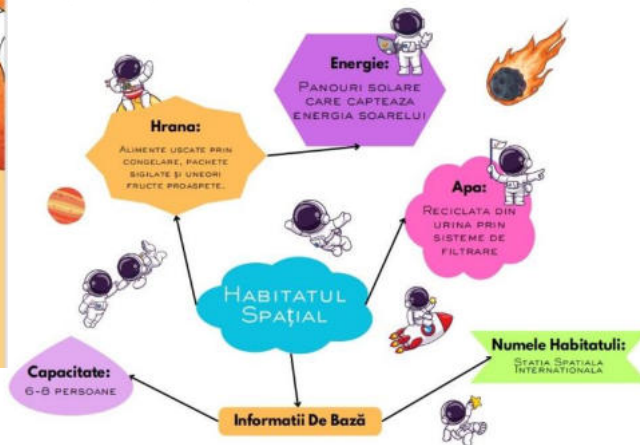 Energie:
PANOURI SOLARE
CARE CAPTEAZA
ENERGIA SOARELUI
Hrana:
ALIMENTE USCATE PRIN
CONGELARE, PACHETE
SIGILATE ȘI UNEORI
FRUCTE PROASPETE.
Apa:
RECICLATA DIN
URINA PRIN
SISTEME DE
FILTRARE
HABITATUL
SPAȚIAL
Numele Habitatuli:
STATIA SPATIALA
INTERNATIONALA
Capacitate:
6-8 PERSOANE
Informatii De Bază